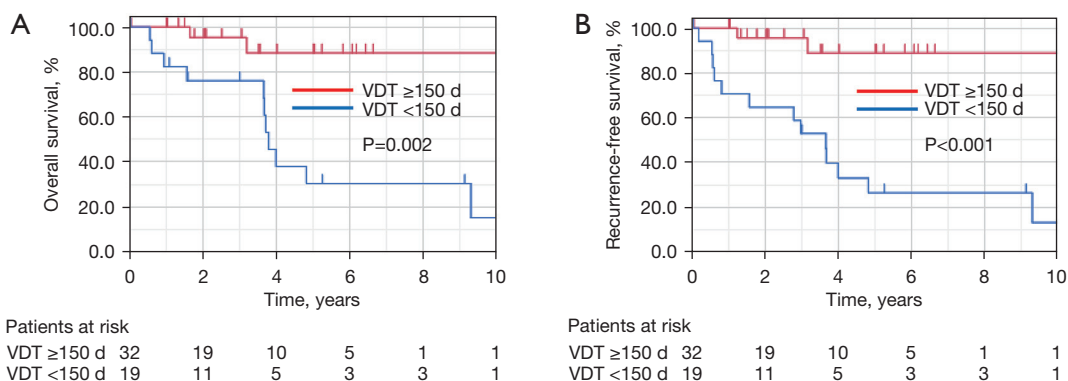 A
Overall survival, %
100.0
80.0
60.0
40.0
20.0
0.0
VDT ≥150 d
VDT <150 d
P=0.002
0 2 4 6 8 10
Time, years
Patients at risk
VDT ≥150 d 32 19 10 5 1 1
VDT <150 d 19 11 5 3 3 1
B
Recurrence-free survival, %
100.0
80.0
60.0
40.0
20.0
0.0
VDT ≥150 d
VDT <150 d
P<0.001
0 2 4 6 8 10
Time, years
Patients at risk
VDT ≥150 d 32 19 10 5 1 1
VDT <150 d 19 11 5 3 3 1